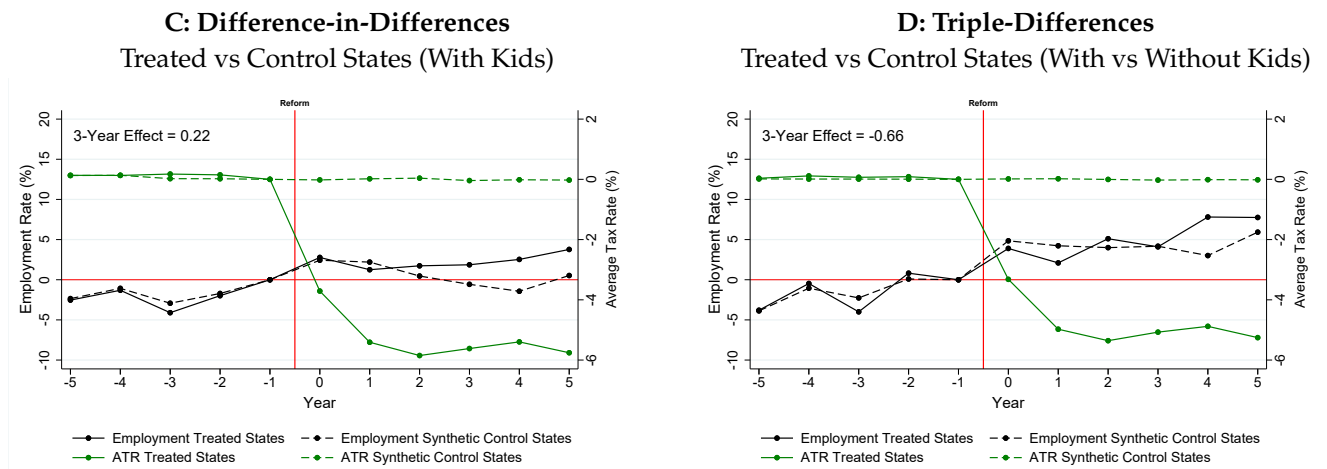 C: Difference-in-Differences
Treated vs Control States (With Kids)
Reform
3-Year Effect = 0.22
Employment Rate (%)
20
15
10
5
0
-5
-10
Average Tax Rate (%)
2
0
-2
-4
-6
-5 -4 -3 -2 -1 0 1 2 3 4 5
Year
Employment Treated States
Employment Synthetic Control States
ATR Treated States
ATR Synthetic Control States
D: Triple-Differences
Treated vs Control States (With vs Without Kids)
Reform
3-Year Effect = -0.66
Employment Rate (%)
20
15
10
5
0
-5
-10
Average Tax Rate (%)
2
0
-2
-4
-6
-5 -4 -3 -2 -1 0 1 2 3 4 5
Year
Employment Treated States
Employment Synthetic Control States
ATR Treated States
ATR Synthetic Control States